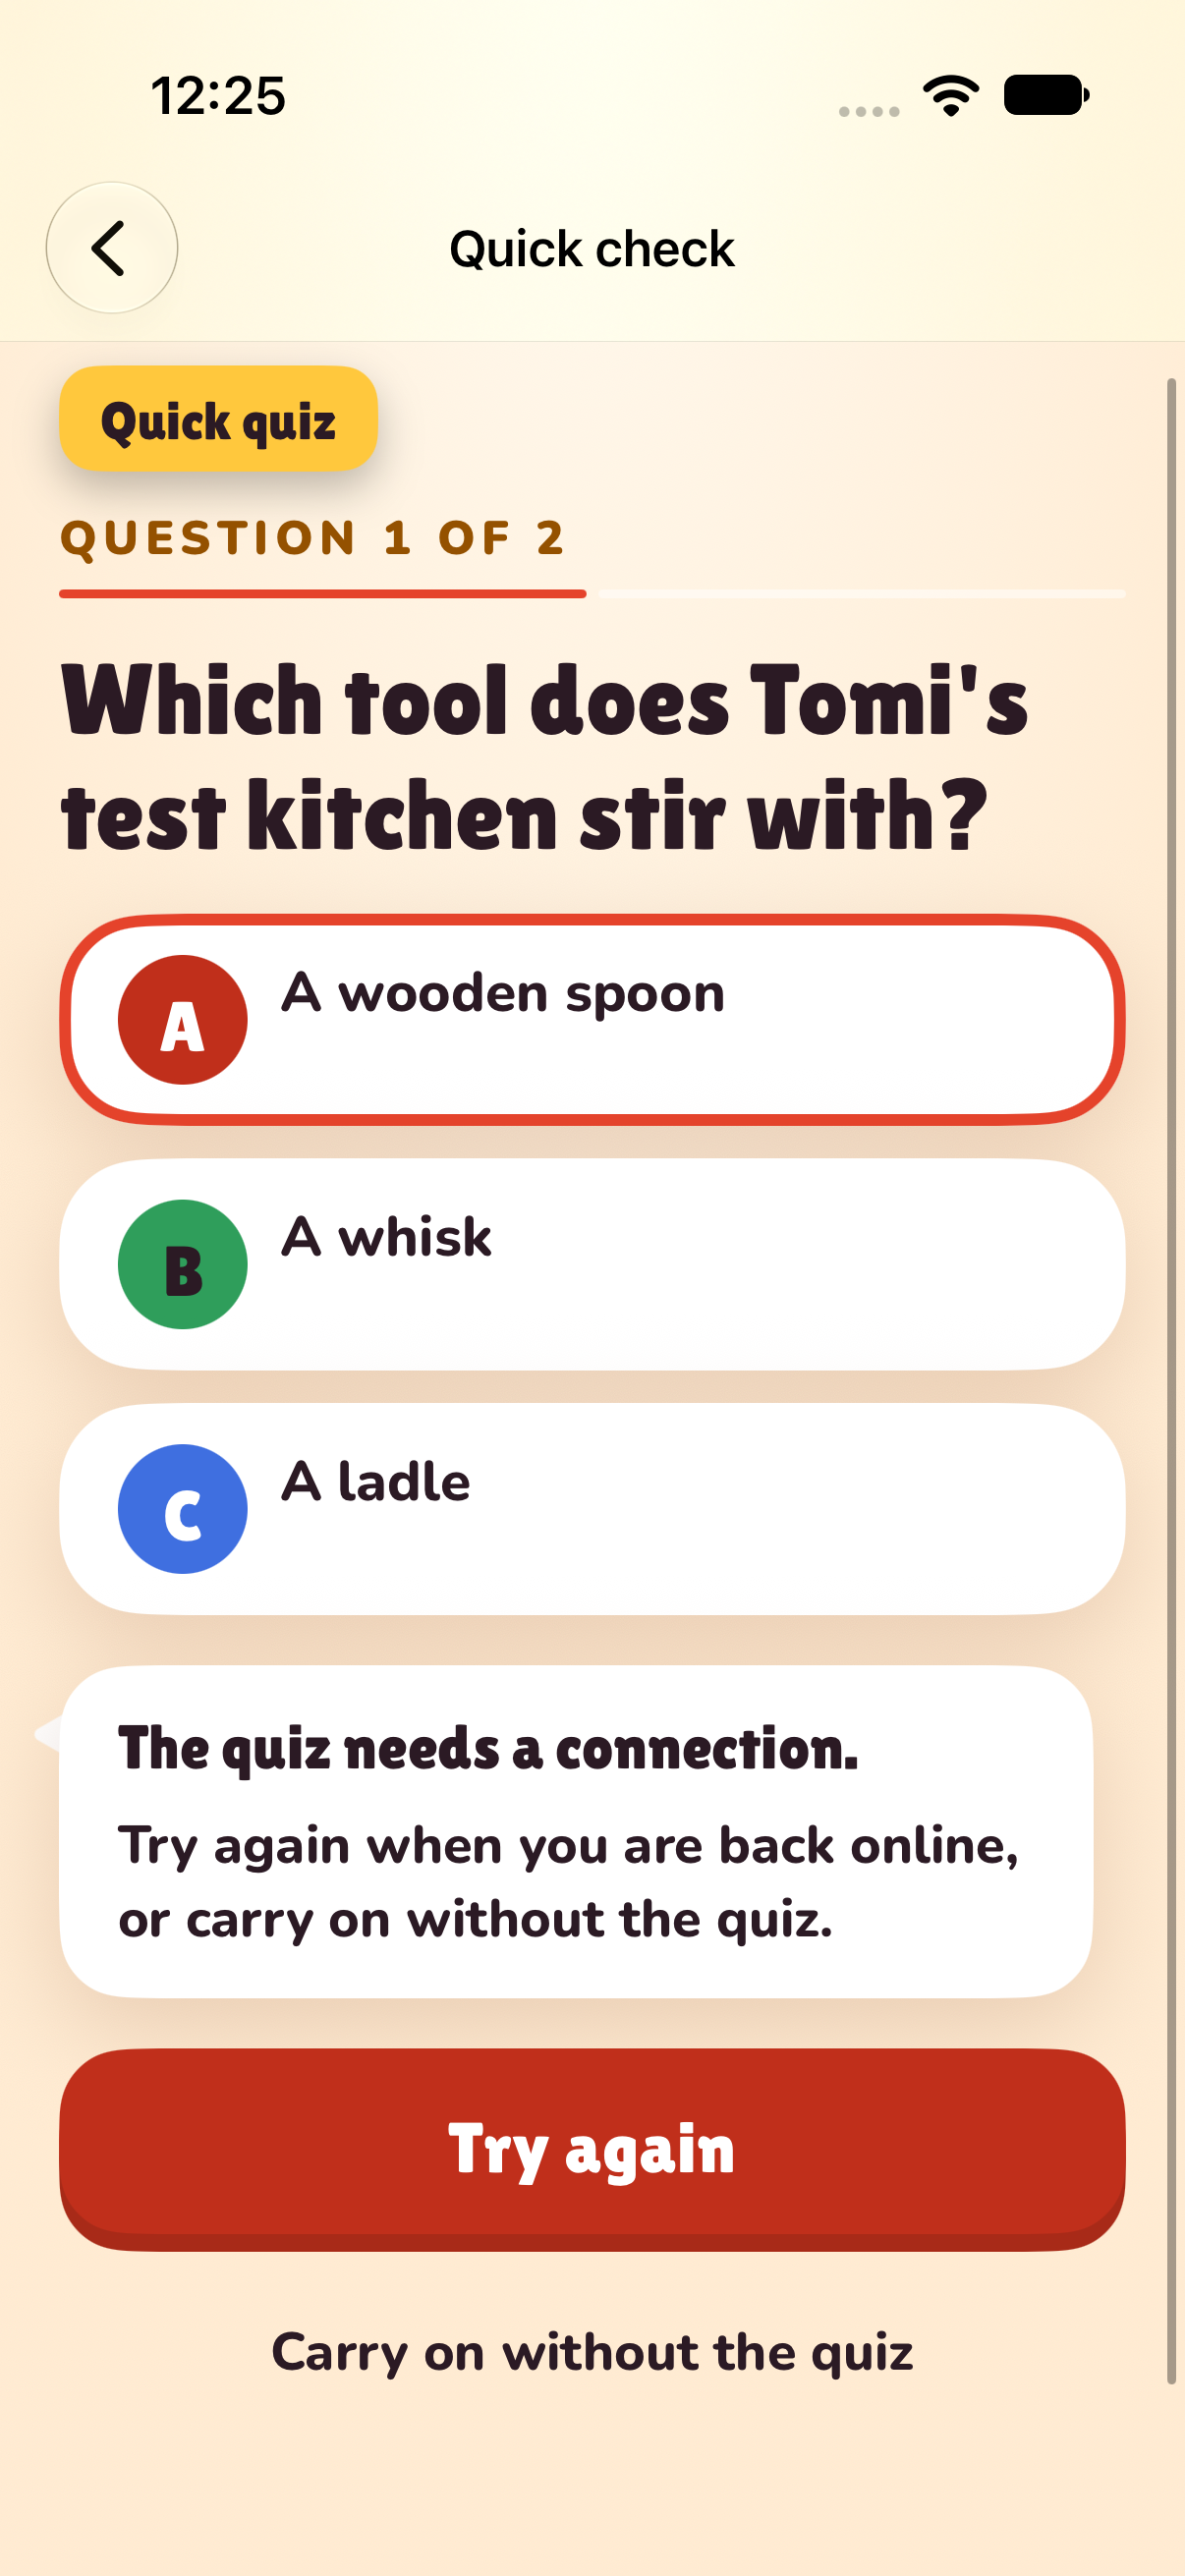 12:25
Quick check
Quick quiz
QUESTION 1 OF 2
Which tool does Tomi's
test kitchen stir with?
A
A wooden spoon
B
A whisk
C
A ladle
The quiz needs a connection.
Try again when you are back online,
or carry on without the quiz.
Try again
Carry on without the quiz